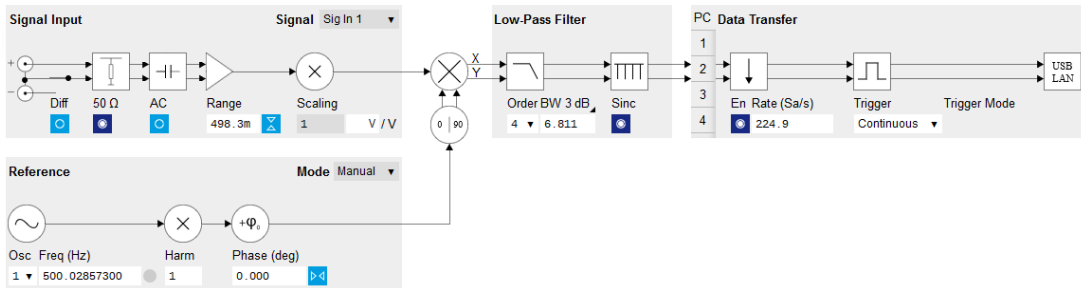 Signal Input
Signal Sig In 1
Diff
50 Ω
AC
Range
Scaling
498.3m
1
V / V
X
Y
0 | 90
Low-Pass Filter
Order BW 3 dB
Sinc
4
6.811
PC
1
2
3
4
Data Transfer
En Rate (Sa/s)
Trigger
Trigger Mode
224.9
Continuous
USB
LAN
Reference
Mode Manual
+φ₀
Osc Freq (Hz)
Harm
Phase (deg)
1
500.02857300
1
0.000